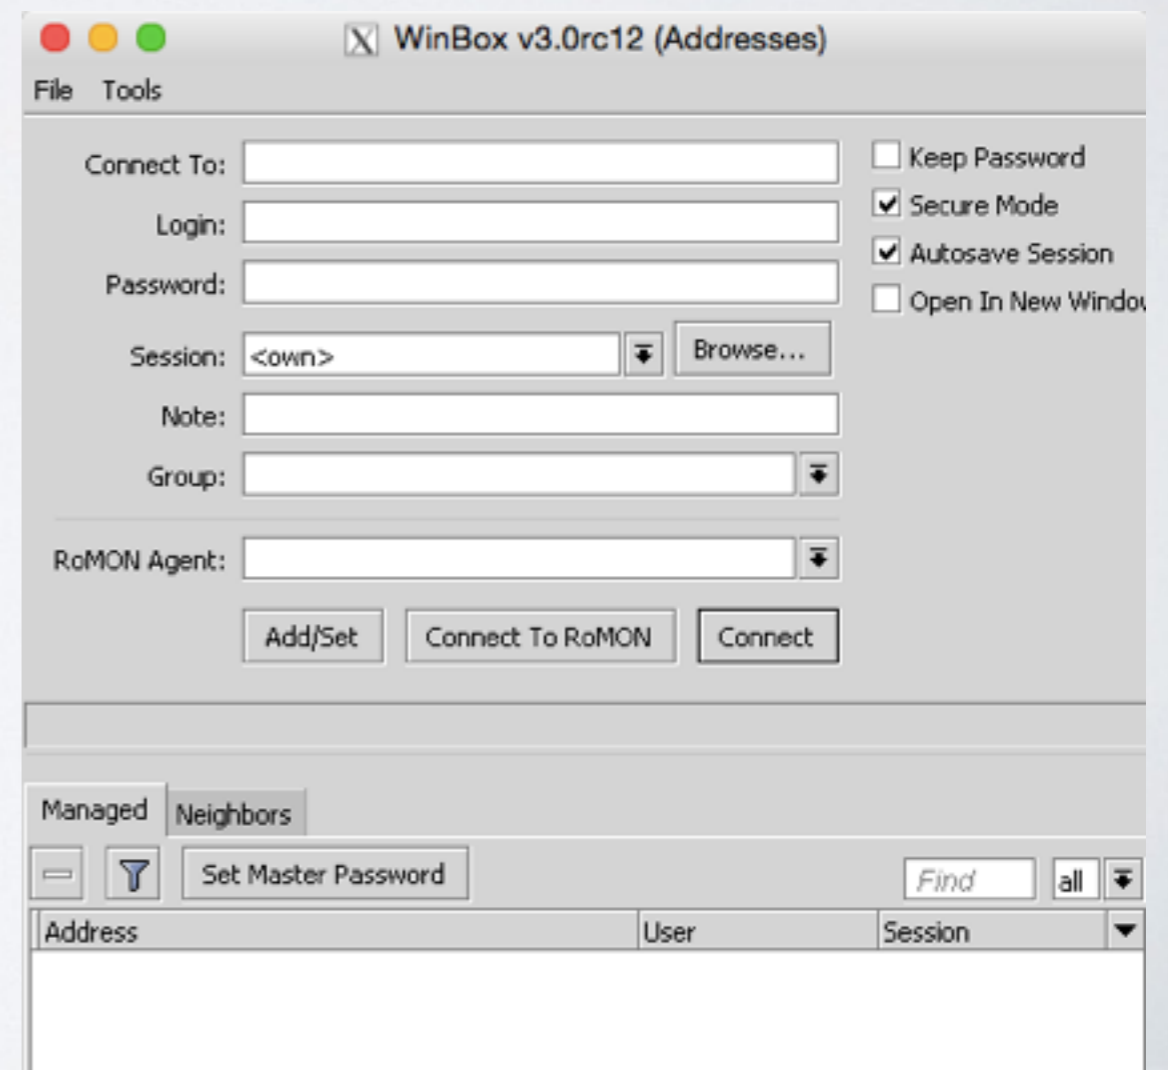 WinBox v3.0rc12 (Addresses)
File Tools
Connect To:
Keep Password
Login:
Secure Mode
Password:
Autosave Session
Open In New Window
Session: <own> Browse...
Note:
Group:
RoMON Agent:
Add/Set Connect To RoMON Connect
Managed Neighbors
Set Master Password Find all
Address User Session